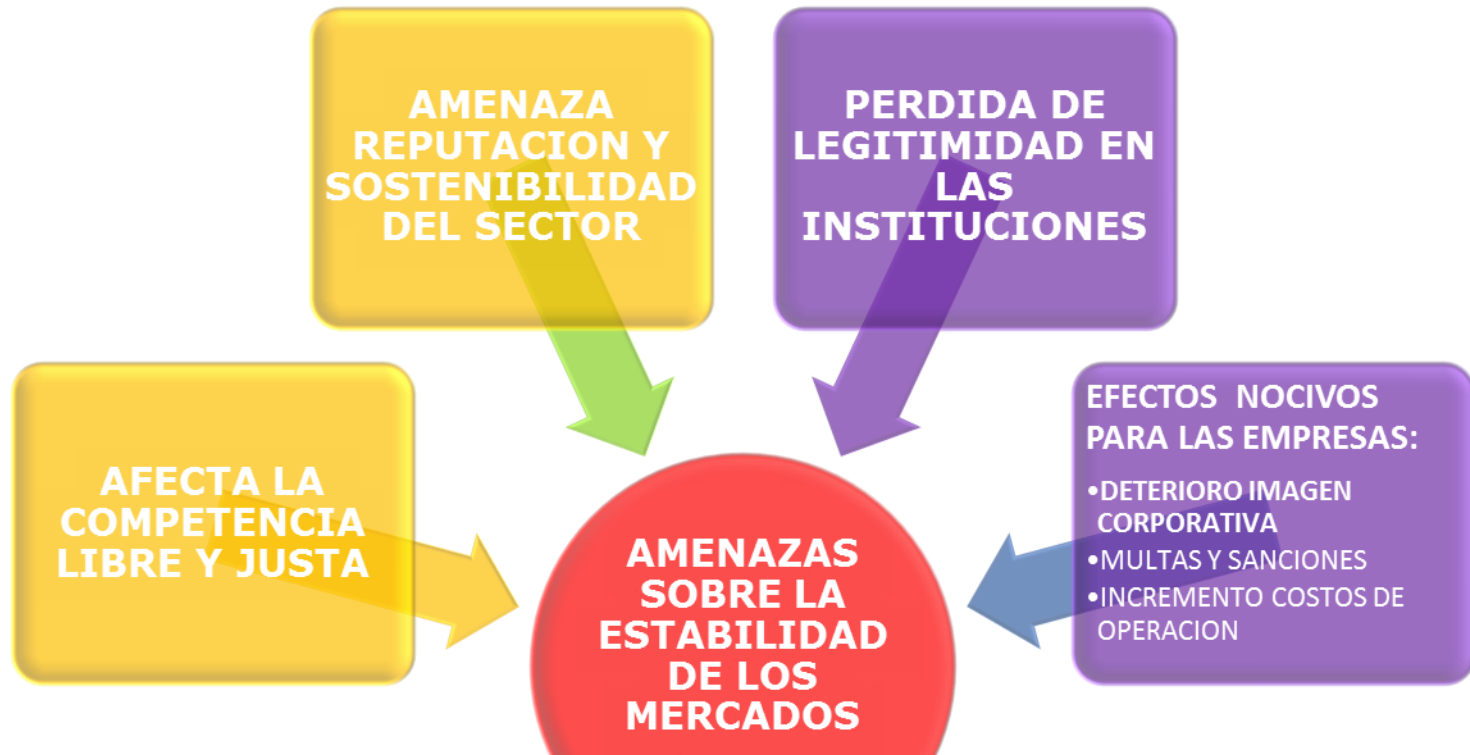 AMENAZA
REPUTACION Y
SOSTENIBILIDAD
DEL SECTOR
PERDIDA DE
LEGITIMIDAD EN
LAS
INSTITUCIONES
AFECTA LA
COMPETENCIA
LIBRE Y JUSTA
AMENAZAS
SOBRE LA
ESTABILIDAD
DE LOS
MERCADOS
EFECTOS NOCIVOS
PARA LAS EMPRESAS:
•DETERIORO IMAGEN
CORPORATIVA
•MULTAS Y SANCIONES
•INCREMENTO COSTOS DE
OPERACION